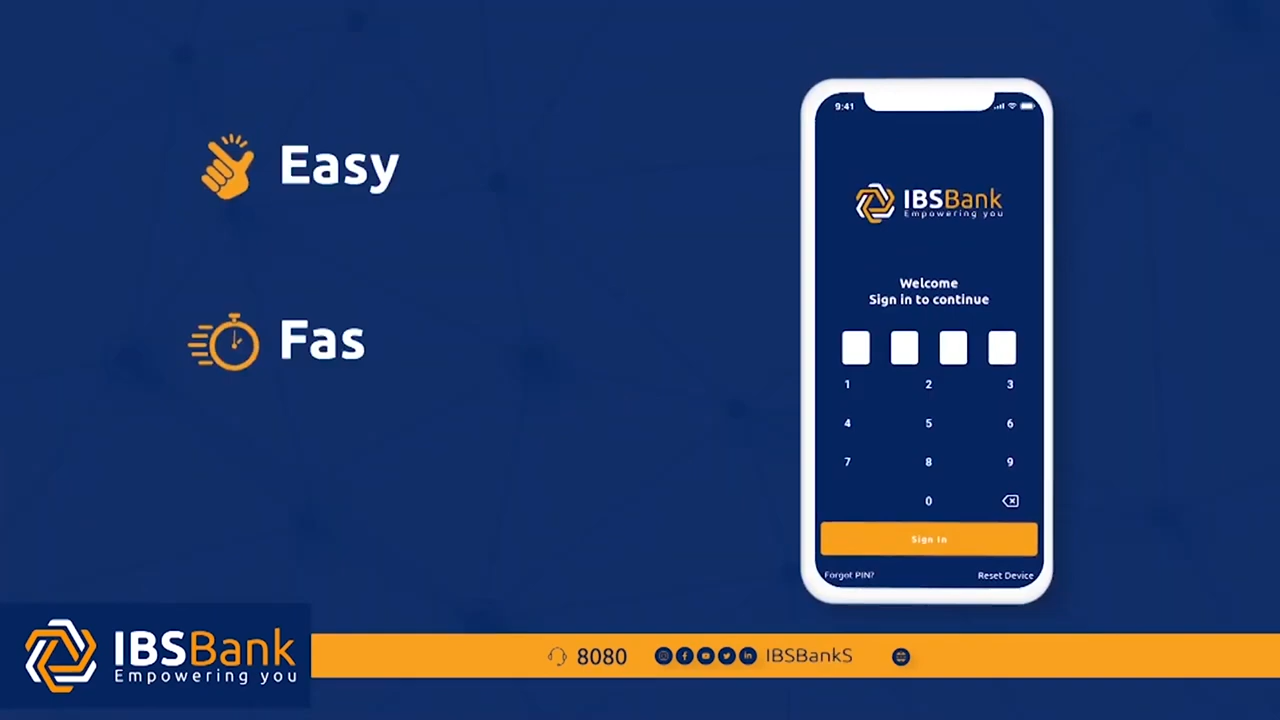 Easy
Fas
9:41
IBSBank
Empowering you
Welcome
Sign in to continue
1 2 3
4 5 6
7 8 9
0
Sign In
Forgot PIN? Reset Device
IBSBank
Empowering you
8080 IBSBankS